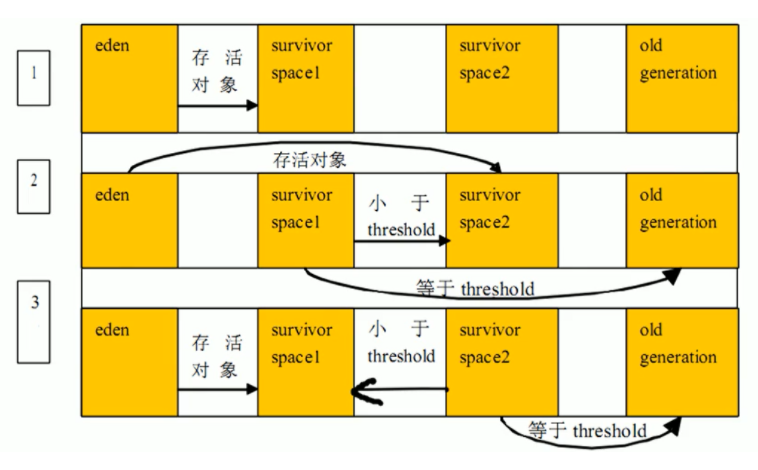 1
eden
存 活
对 象
survivor
space1
survivor
space2
old
generation
2
存活对象
eden
survivor
space1
小 于
threshold
survivor
space2
old
generation
等于 threshold
3
eden
存 活
对 象
survivor
space1
小 于
threshold
survivor
space2
old
generation
等于 threshold